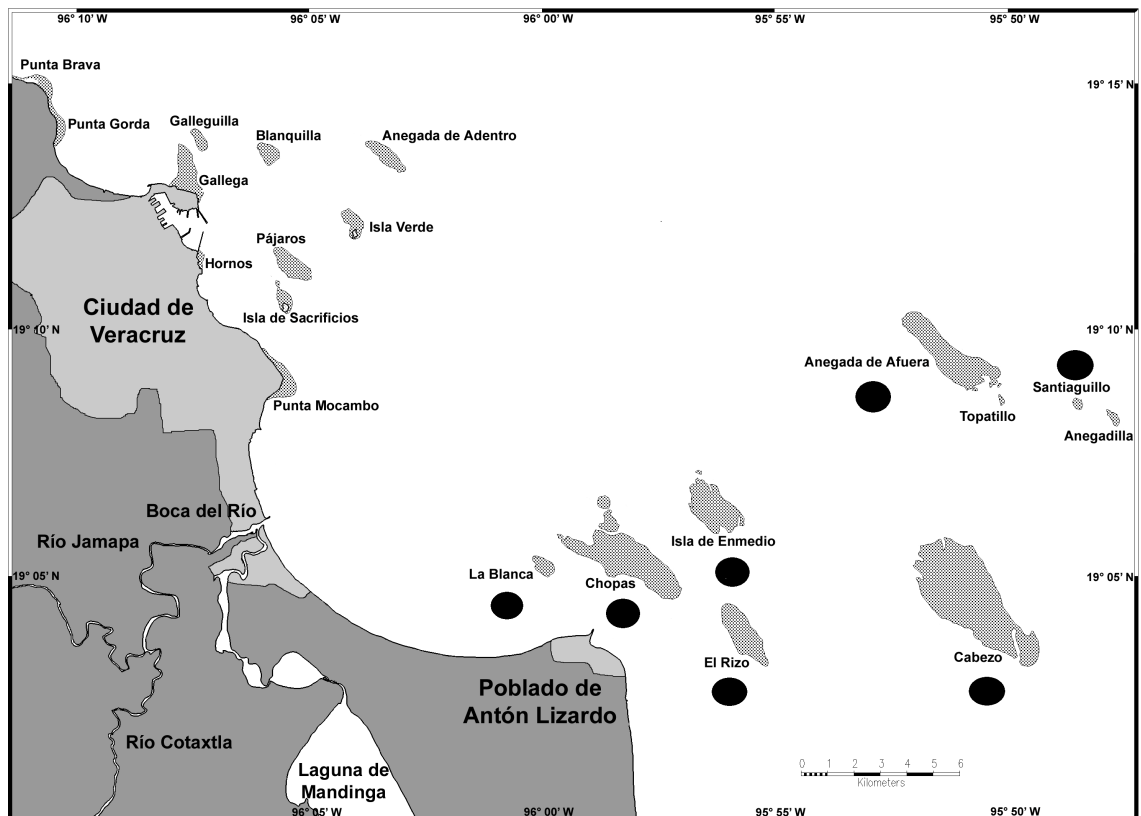 96° 10' W
96° 05' W
96° 00' W
95° 55' W
95° 50' W
Punta Brava
19° 15' N
Punta Gorda
Galleguilla
Blanquilla
Anegada de Adentro
Gallega
Isla Verde
Pájaros
Hornos
Ciudad de
Veracruz
Isla de Sacrificios
19° 10' N
19° 10' N
Anegada de Afuera
Santiaguillo
Punta Mocambo
Topatillo
Anegadilla
Boca del Río
Río Jamapa
Isla de Enmedio
19° 05' N
La Blanca
Chopas
19° 05' N
El Rizo
Cabezo
Poblado de
Antón Lizardo
Río Cotaxtla
Laguna de
Mandinga
0 1 2 3 4 5 6
Kilometers
96° 05' W
96° 00' W
95° 55' W
95° 50' W